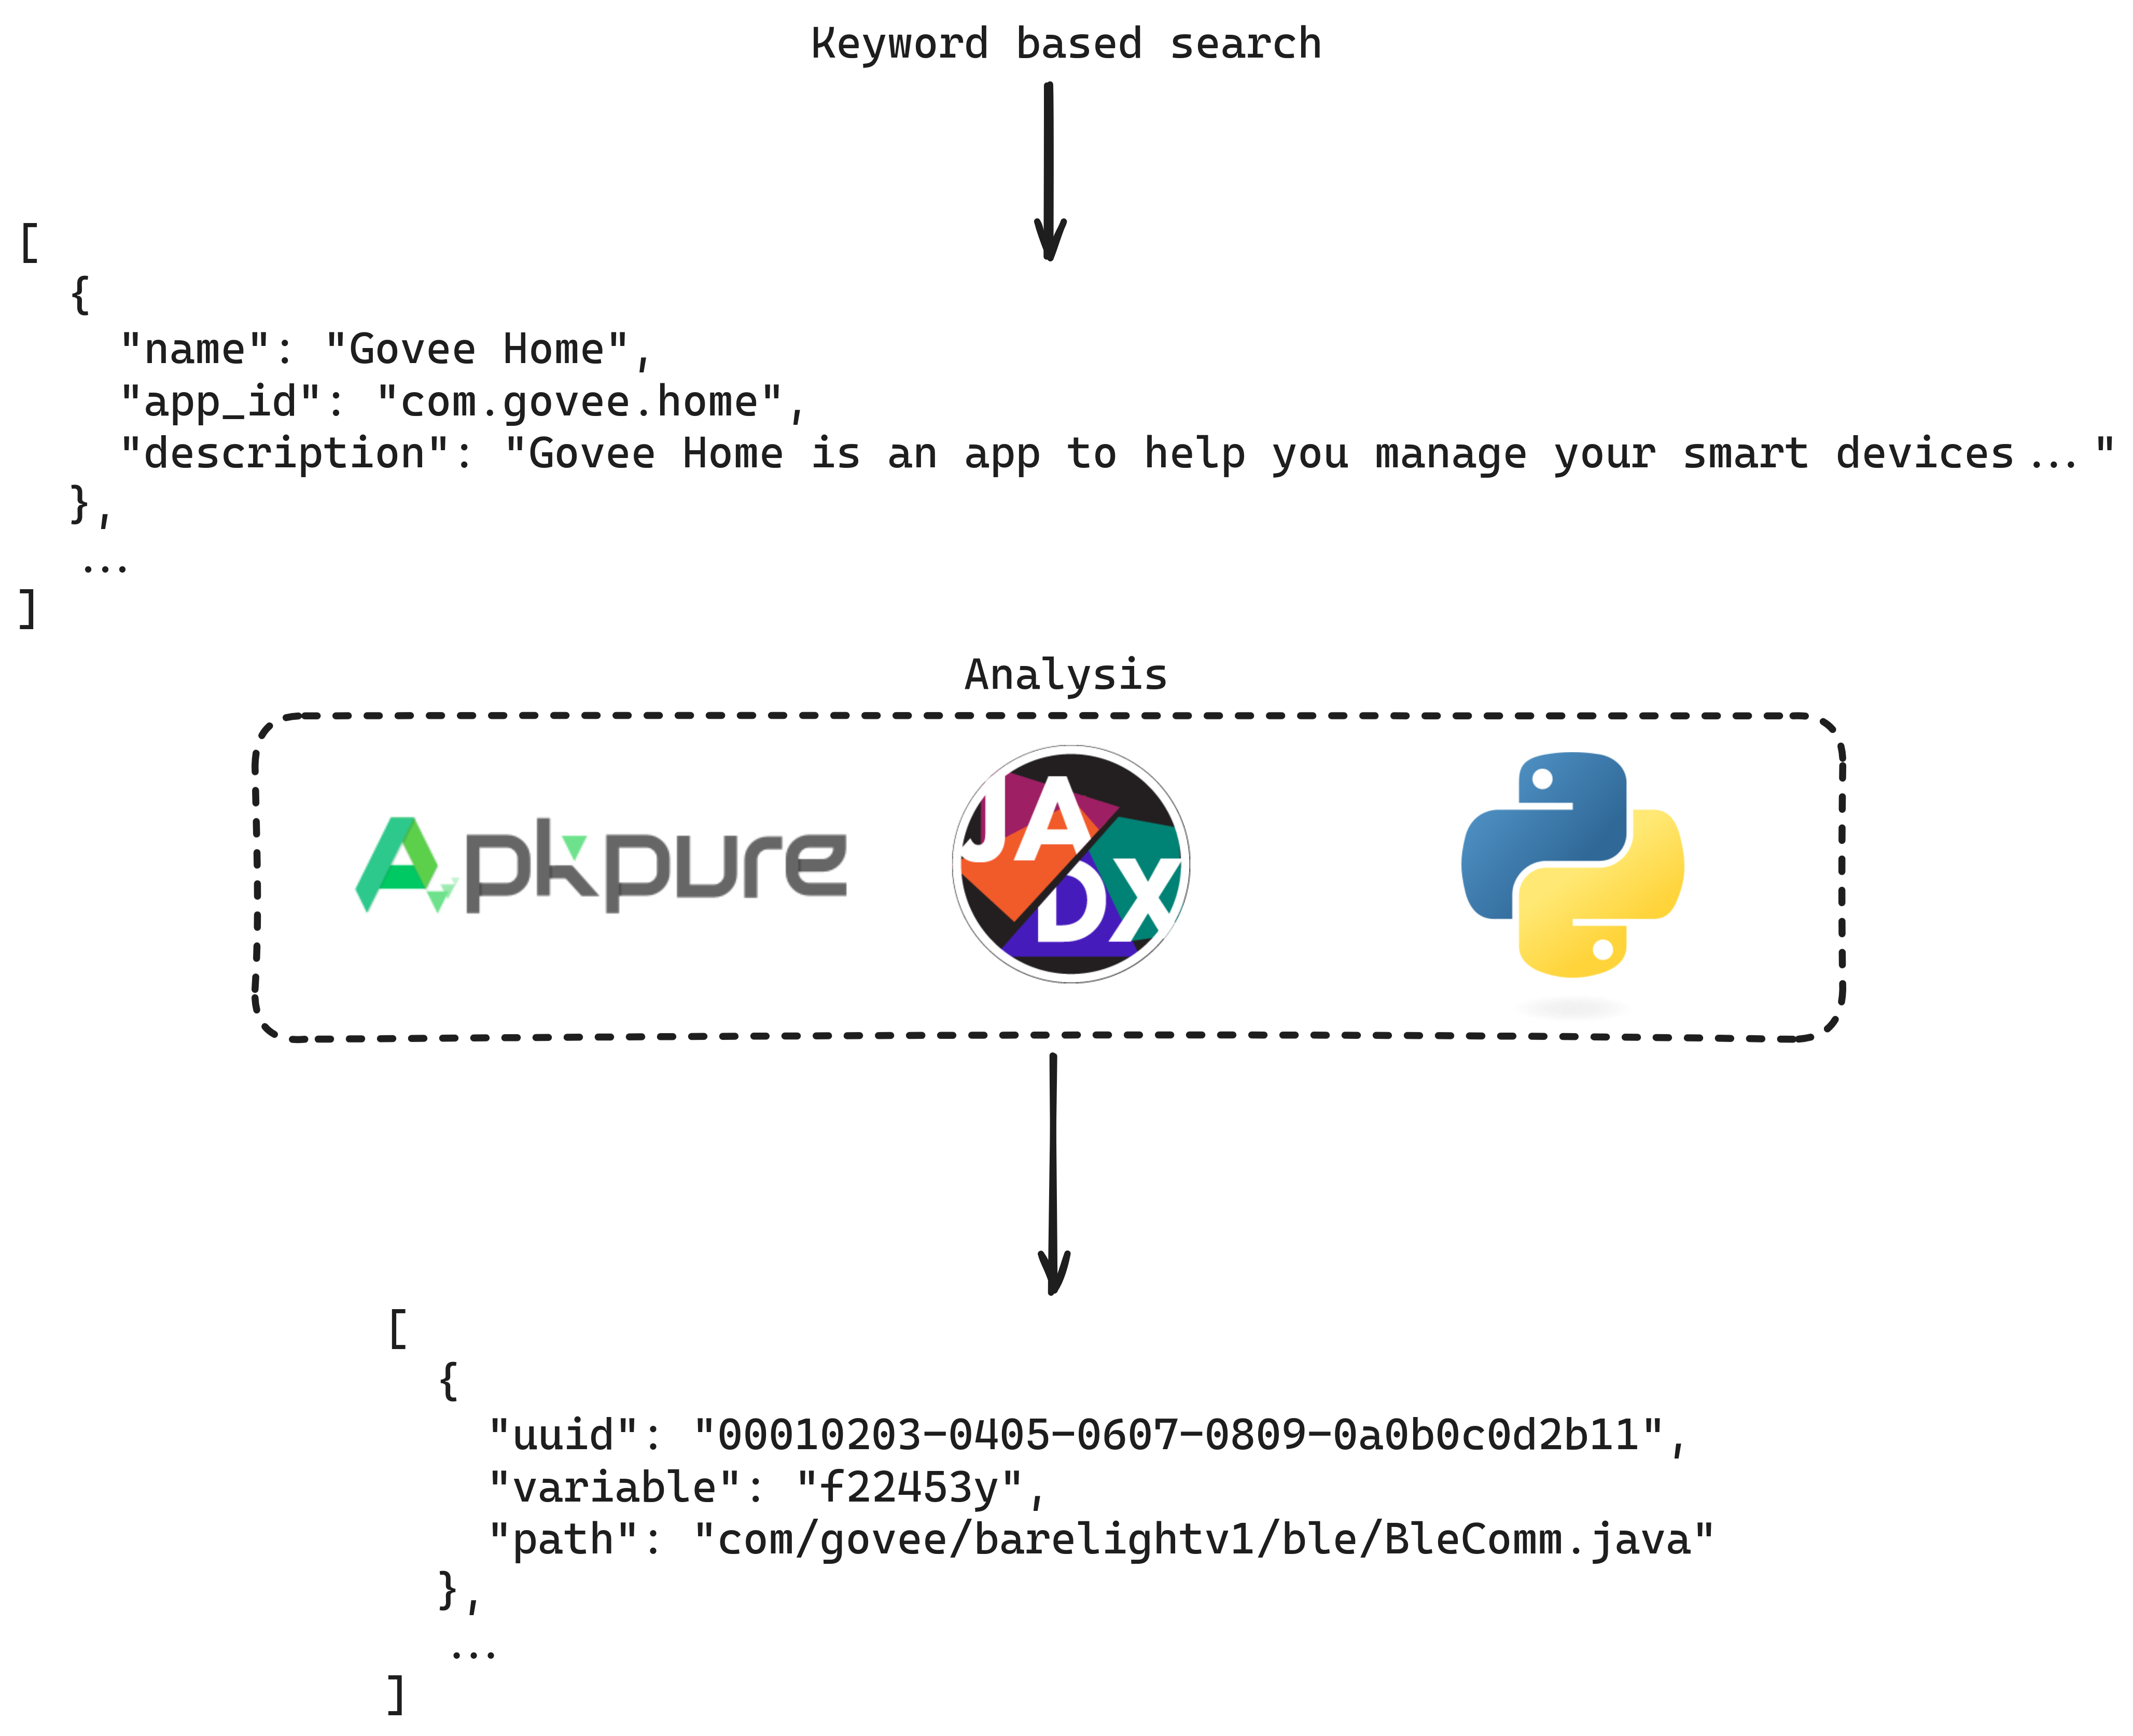 Keyword based search
[
{
"name": "Govee Home",
"app_id": "com.govee.home",
"description": "Govee Home is an app to help you manage your smart devices..."
},
...
]
Analysis
Apkpure
JADX
[
{
"uuid": "00010203-0405-0607-0809-0a0b0c0d2b11",
"variable": "f22453y",
"path": "com/govee/barelightv1/ble/BleComm.java"
},
...
]